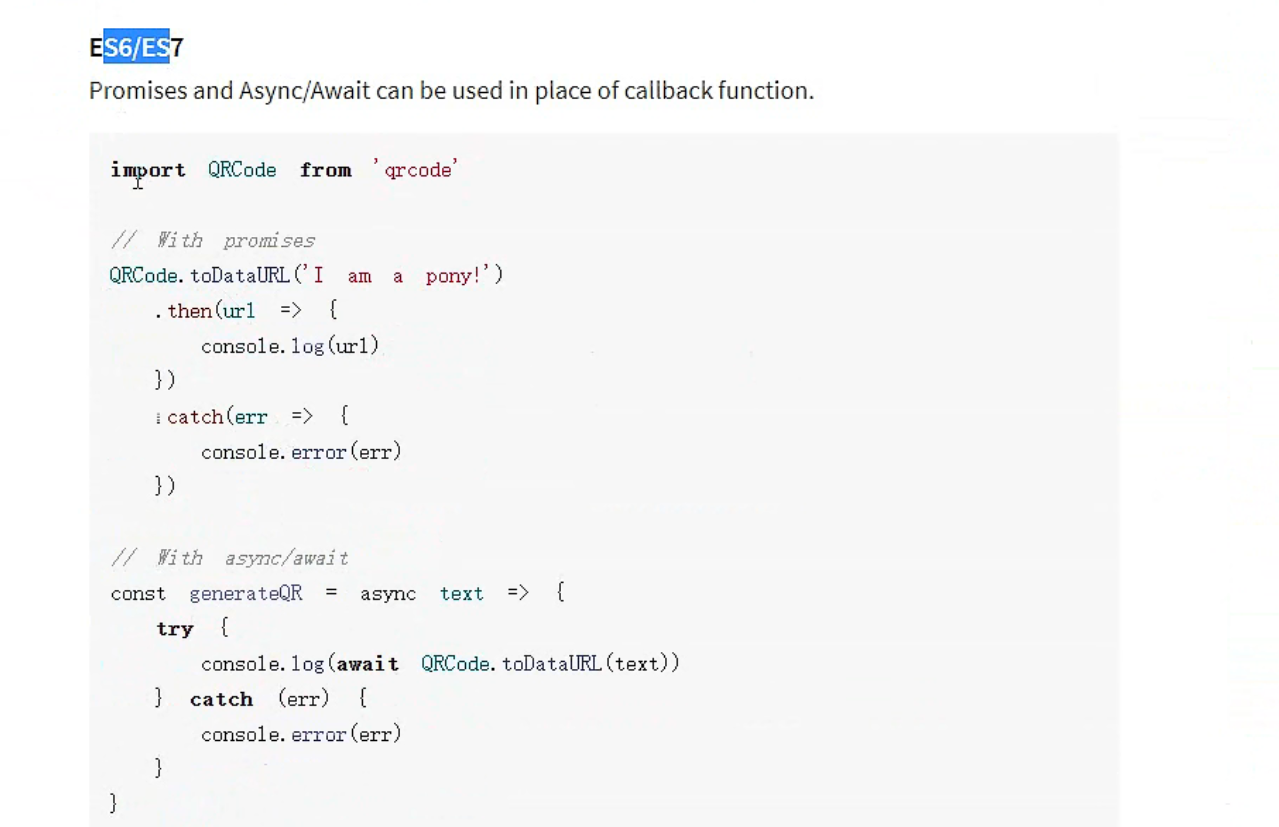 ES6/ES7
Promises and Async/Await can be used in place of callback function.
import QRCode from 'qrcode'
// With promises
QRCode.toDataURL('I am a pony!')
.then(url => {
console.log(url)
})
.catch(err => {
console.error(err)
})
// With async/await
const generateQR = async text => {
try {
console.log(await QRCode.toDataURL(text))
} catch (err) {
console.error(err)
}
}